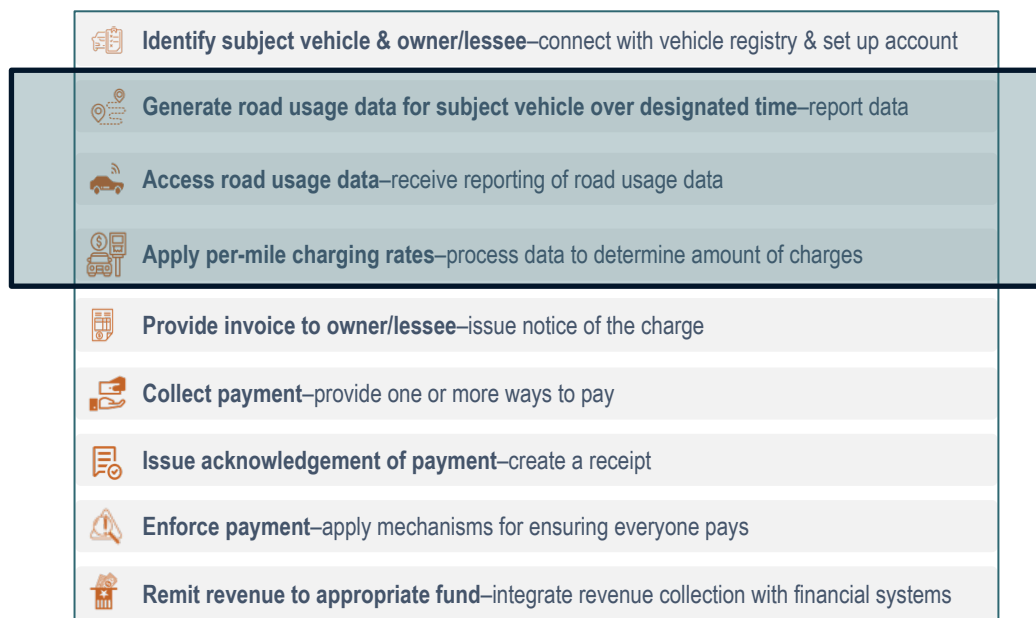 Identify subject vehicle & owner/lessee–connect with vehicle registry & set up account
Generate road usage data for subject vehicle over designated time–report data
Access road usage data–receive reporting of road usage data
Apply per-mile charging rates–process data to determine amount of charges
Provide invoice to owner/lessee–issue notice of the charge
Collect payment–provide one or more ways to pay
Issue acknowledgement of payment–create a receipt
Enforce payment–apply mechanisms for ensuring everyone pays
Remit revenue to appropriate fund–integrate revenue collection with financial systems